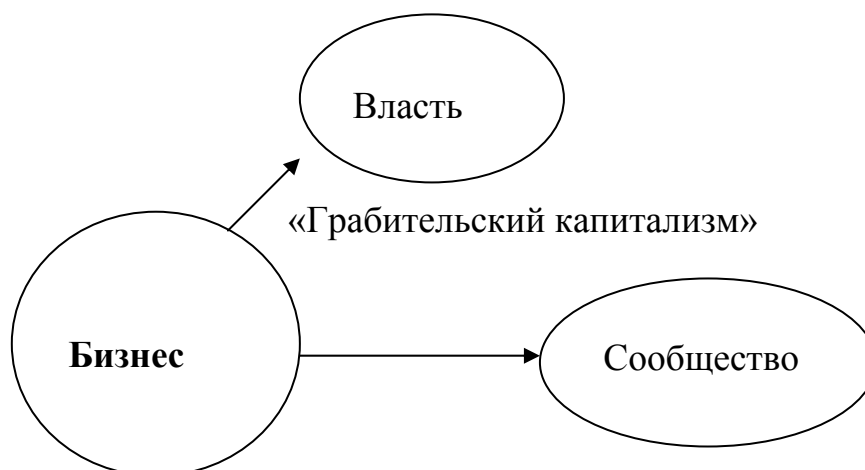 Власть
«Грабительский капитализм»
Бизнес
Сообщество